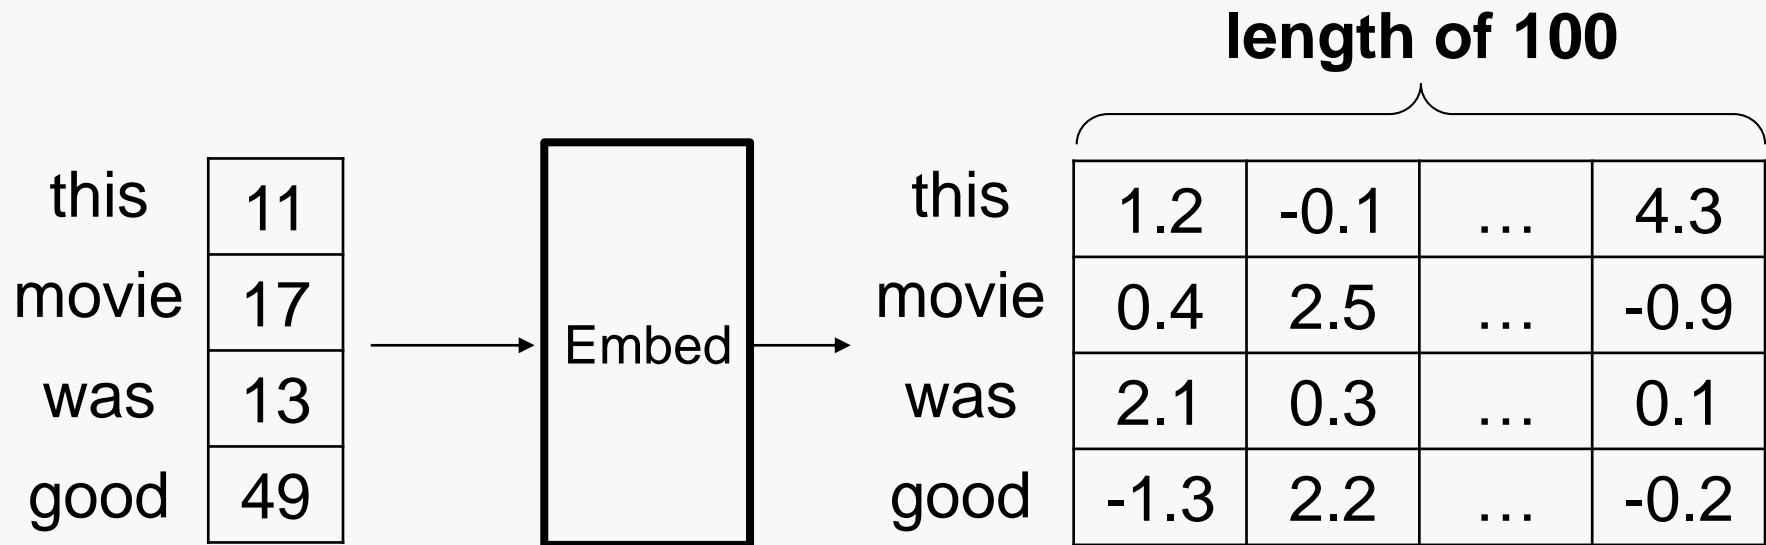 length of 100
this 11 this 1.2 -0.1 … 4.3
movie 17 movie 0.4 2.5 … -0.9
Embed
was 13 was 2.1 0.3 … 0.1
good 49 good -1.3 2.2 … -0.2